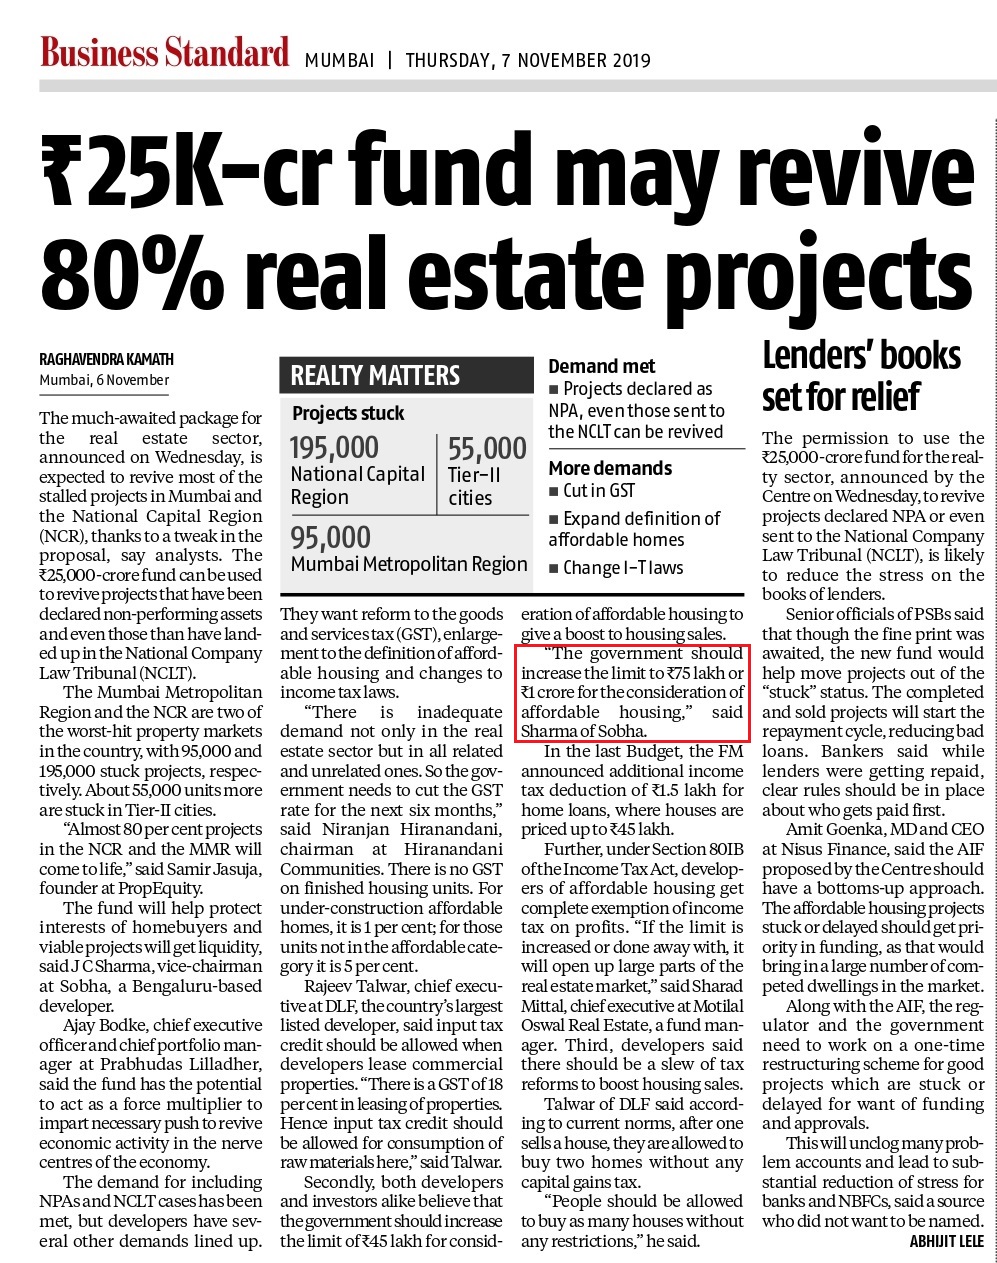 Business Standard MUMBAI | THURSDAY, 7 NOVEMBER 2019
₹25K-cr fund may revive
80% real estate projects
RAGHAVENDRA KAMATH
Mumbai, 6 November
The much-awaited package for
the real estate sector,
announced on Wednesday, is
expected to revive most of the
stalled projects in Mumbai and
the National Capital Region
(NCR), thanks to a tweak in the
proposal, say analysts. The
₹25,000-crore fund can be used
to revive projects that have been
declared non-performing assets
and even those than have land-
ed up in the National Company
Law Tribunal (NCLT).
The Mumbai Metropolitan
Region and the NCR are two of
the worst-hit property markets
in the country, with 95,000 and
195,000 stuck projects, respec-
tively. About 55,000 units more
are stuck in Tier-II cities.
“Almost 80 per cent projects
in the NCR and the MMR will
come to life,” said Samir Jasuja,
founder at PropEquity.
The fund will help protect
interests of homebuyers and
viable projects will get liquidity,
said J C Sharma, vice-chairman
at Sobha, a Bengaluru-based
developer.
Ajay Bodke, chief executive
officer and chief portfolio man-
ager at Prabhudas Lilladher,
said the fund has the potential
to act as a force multiplier to
impart necessary push to revive
economic activity in the nerve
centres of the economy.
The demand for including
NPAs and NCLT cases has been
met, but developers have sev-
eral other demands lined up.
REALTY MATTERS
Projects stuck
195,000
National Capital
Region
55,000
Tier-II
cities
95,000
Mumbai Metropolitan Region
Demand met
■ Projects declared as
NPA, even those sent to
the NCLT can be revived
More demands
■ Cut in GST
■ Expand definition of
affordable homes
■ Change I-T laws
They want reform to the goods
and services tax (GST), enlarge-
ment to the definition of afford-
able housing and changes to
income tax laws.
“There is inadequate
demand not only in the real
estate sector but in all related
and unrelated ones. So the gov-
ernment needs to cut the GST
rate for the next six months,”
said Niranjan Hiranandani,
chairman at Hiranandani
Communities. There is no GST
on finished housing units. For
under-construction affordable
homes, it is 1 per cent; for those
units not in the affordable cate-
gory it is 5 per cent.
Rajeev Talwar, chief execu-
tive at DLF, the country’s largest
listed developer, said input tax
credit should be allowed when
developers lease commercial
properties. “There is a GST of 18
per cent in leasing of properties.
Hence input tax credit should
be allowed for consumption of
raw materials here,” said Talwar.
Secondly, both developers
and investors alike believe that
the government should increase
the limit of ₹45 lakh for consid-
eration of affordable housing to
give a boost to housing sales.
“The government should
increase the limit to ₹75 lakh or
₹1 crore for the consideration of
affordable housing,” said
Sharma of Sobha.
In the last Budget, the FM
announced additional income
tax deduction of ₹1.5 lakh for
home loans, where houses are
priced up to ₹45 lakh.
Further, under Section 80IB
of the Income Tax Act, develop-
ers of affordable housing get
complete exemption of income
tax on profits. “If the limit is
increased or done away with, it
will open up large parts of the
real estate market,” said Sharad
Mittal, chief executive at Motilal
Oswal Real Estate, a fund man-
ager. Third, developers said
there should be a slew of tax
reforms to boost housing sales.
Talwar of DLF said accord-
ing to current norms, after one
sells a house, they are allowed to
buy two homes without any
capital gains tax.
“People should be allowed
to buy as many houses without
any restrictions,” he said.
Lenders’ books
set for relief
The permission to use the
₹25,000-crore fund for the real-
ty sector, announced by the
Centre on Wednesday, to revive
projects declared NPA or even
sent to the National Company
Law Tribunal (NCLT), is likely
to reduce the stress on the
books of lenders.
Senior officials of PSBs said
that though the fine print was
awaited, the new fund would
help move projects out of the
“stuck” status. The completed
and sold projects will start the
repayment cycle, reducing bad
loans. Bankers said while
lenders were getting repaid,
clear rules should be in place
about who gets paid first.
Amit Goenka, MD and CEO
at Nisus Finance, said the AIF
proposed by the Centre should
have a bottoms-up approach.
The affordable housing projects
stuck or delayed should get pri-
ority in funding, as that would
bring in a large number of com-
peted dwellings in the market.
Along with the AIF, the reg-
ulator and the government
need to work on a one-time
restructuring scheme for good
projects which are stuck or
delayed for want of funding
and approvals.
This will unclog many prob-
lem accounts and lead to sub-
stantial reduction of stress for
banks and NBFCs, said a source
who did not want to be named.
ABHIJIT LELE